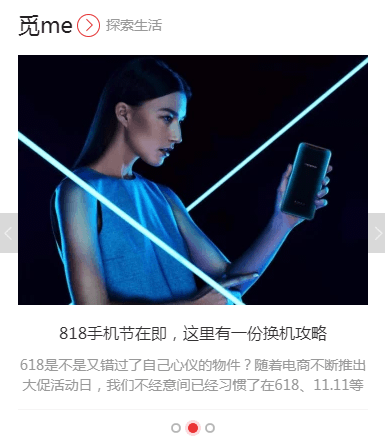 觅me 探索生活
818手机节在即，这里有一份换机攻略
618是不是又错过了自己心仪的物件？随着电商不断推出
大促活动日，我们不经意间已经习惯了在618、11.11等